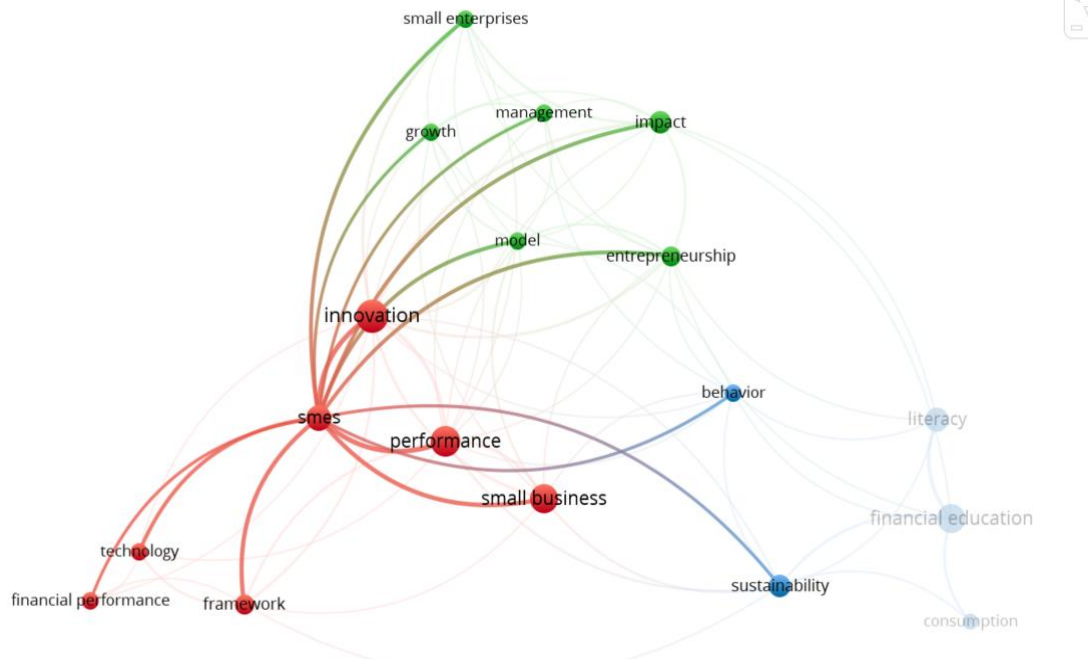 small enterprises
management
impact
growth
model
entrepreneurship
innovation
behavior
smes
literacy
performance
small business
financial education
technology
sustainability
financial performance
framework
consumption